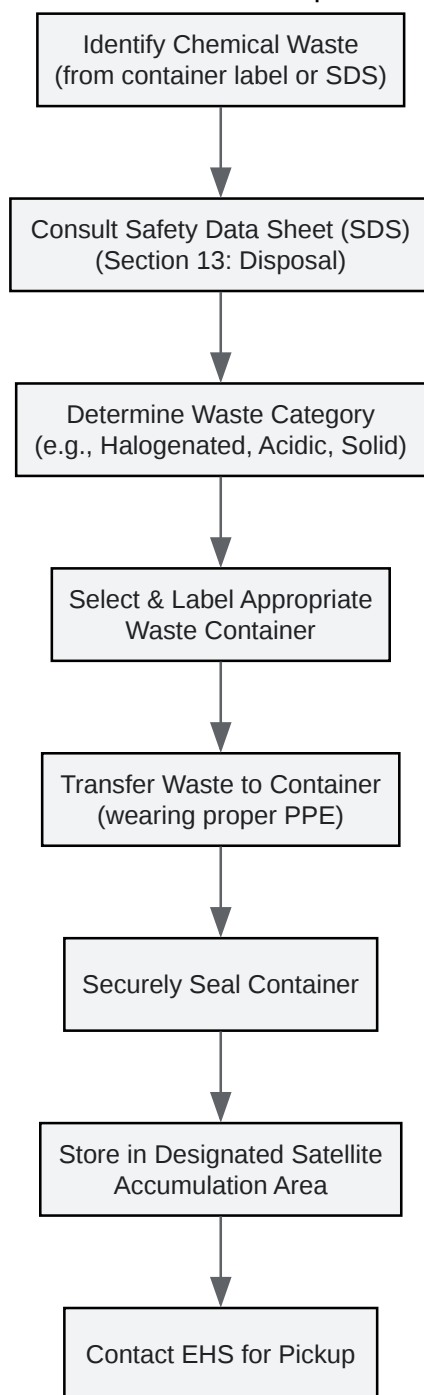 Identify Chemical Waste
(from container label or SDS)
Consult Safety Data Sheet (SDS)
(Section 13: Disposal)
Determine Waste Category
(e.g., Halogenated, Acidic, Solid)
Select & Label Appropriate
Waste Container
Transfer Waste to Container
(wearing proper PPE)
Securely Seal Container
Store in Designated Satellite
Accumulation Area
Contact EHS for Pickup